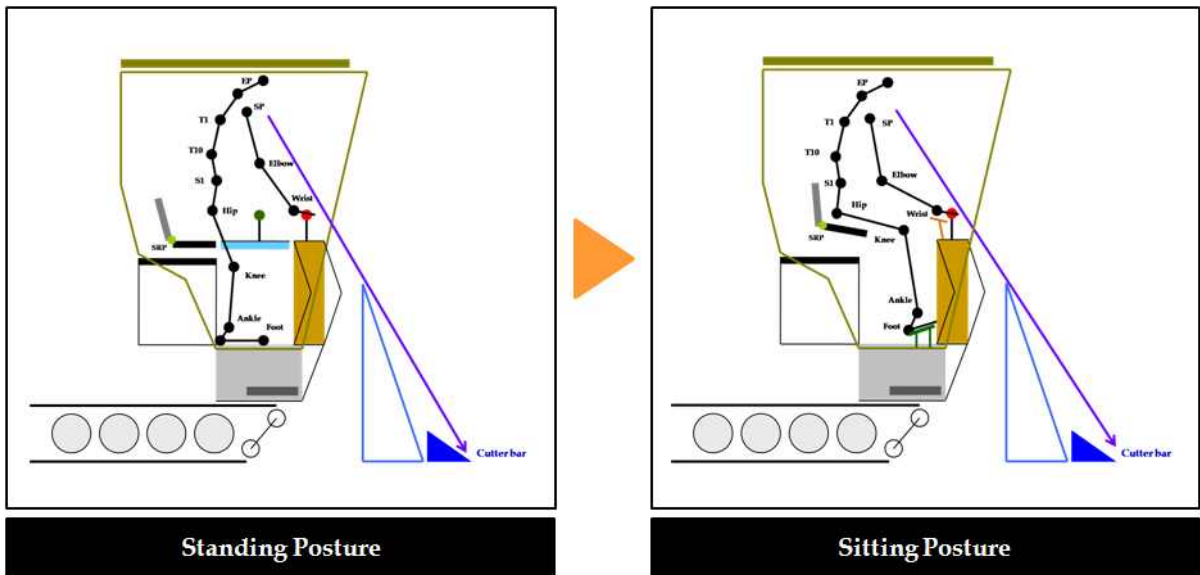 EP
SP
T1
T10
Elbow
S1
Wrist
Hip
SRP
Knee
Ankle
Foot
Cutter bar
Standing Posture
EP
SP
T1
T10
Elbow
S1
Hip
Wrist
SRP
Knee
Ankle
Foot
Cutter bar
Sitting Posture